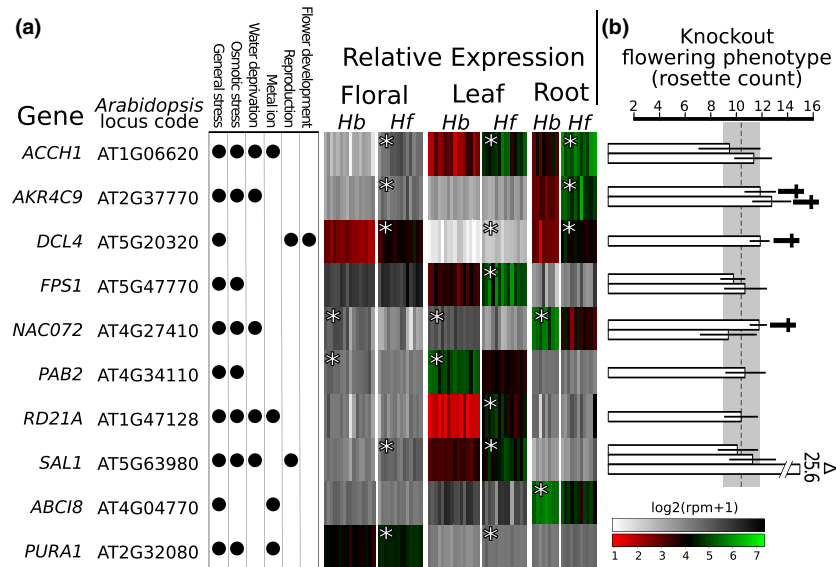 (a)
(b)
General stress
Osmotic stress
Water deprivation
Metal ion
Reproduction
Flower development
Relative Expression
Floral
Leaf
Root
Hb
Hf
Hb
Hf
Hb
Hf
Gene
Arabidopsis
locus code
Knockout
flowering phenotype
(rosette count)
2 4 6 8 10 12 14 16
ACCH1 AT1G06620
AKR4C9 AT2G37770
DCL4 AT5G20320
FPS1 AT5G47770
NAC072 AT4G27410
PAB2 AT4G34110
RD21A AT1G47128
SAL1 AT5G63980
ABCI8 AT4G04770
PURA1 AT2G32080
25.6
Δ
log2(rpm+1)
1 2 3 4 5 6 7